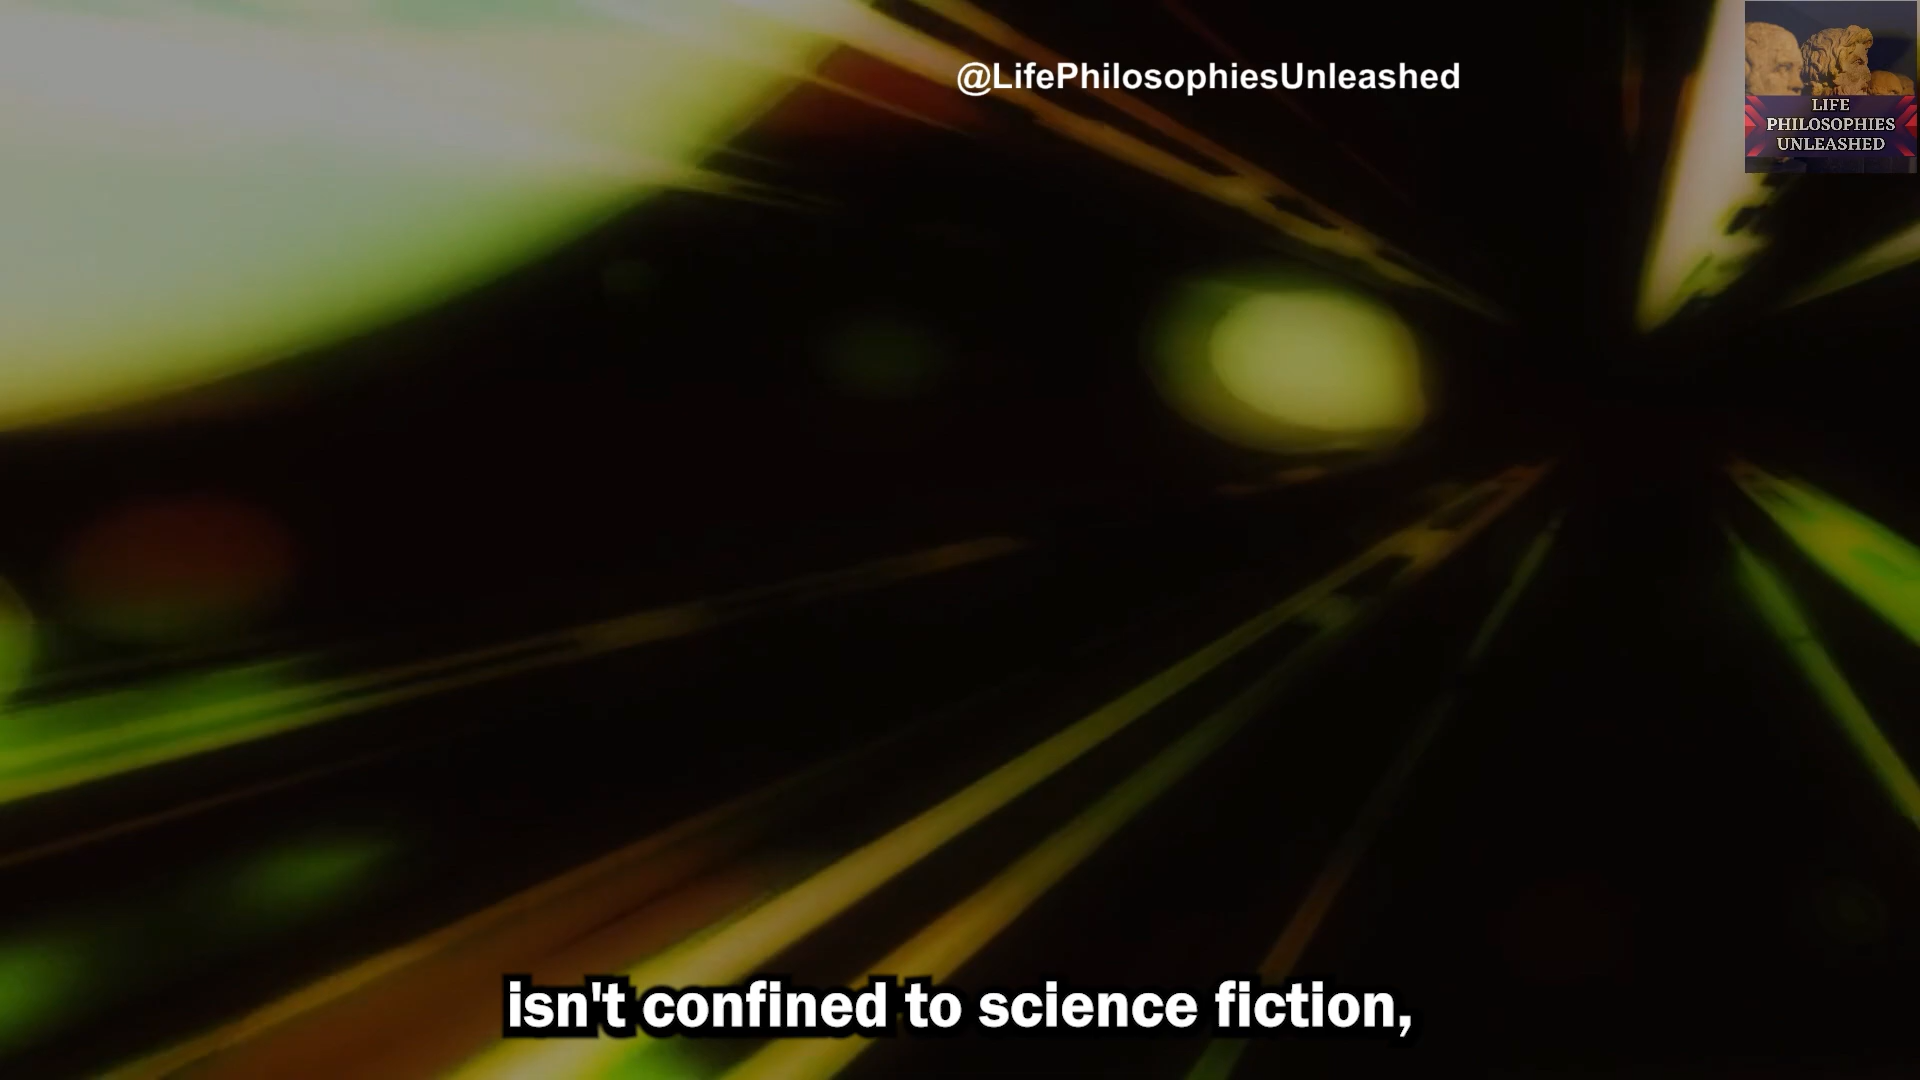 @LifePhilosophiesUnleashed
LIFE
PHILOSOPHIES
UNLEASHED
isn't confined to science fiction,